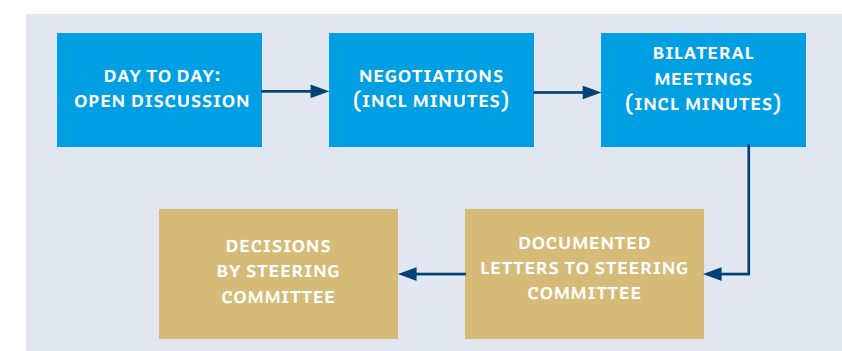 DAY TO DAY:
OPEN DISCUSSION
NEGOTIATIONS
(INCL MINUTES)
BILATERAL
MEETINGS
(INCL MINUTES)
DOCUMENTED
LETTERS TO STEERING
COMMITTEE
DECISIONS
BY STEERING
COMMITTEE